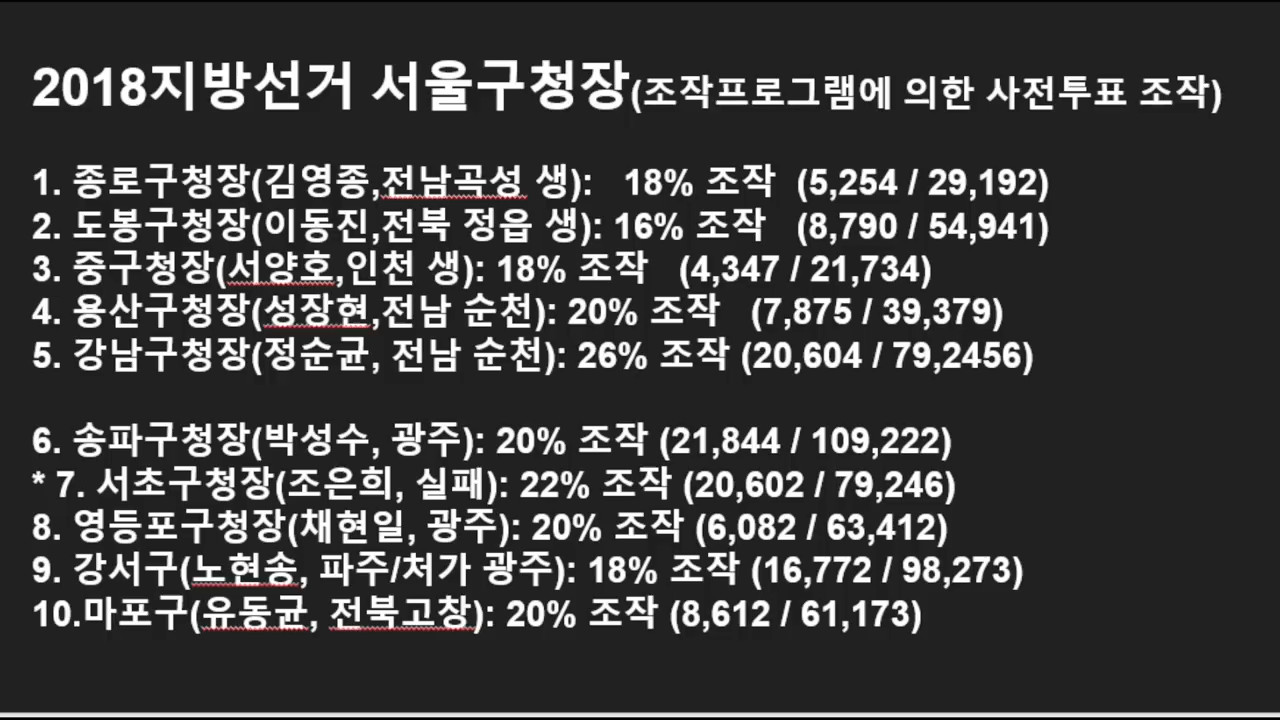 2018지방선거 서울구청장(조작프로그램에 의한 사전투표 조작)
1. 종로구청장(김영종,전남곡성 생): 18% 조작 (5,254 / 29,192)
2. 도봉구청장(이동진,전북 정읍 생): 16% 조작 (8,790 / 54,941)
3. 중구청장(서양호,인천 생): 18% 조작 (4,347 / 21,734)
4. 용산구청장(성장현,전남 순천): 20% 조작 (7,875 / 39,379)
5. 강남구청장(정순균, 전남 순천): 26% 조작 (20,604 / 79,2456)
6. 송파구청장(박성수, 광주): 20% 조작 (21,844 / 109,222)
* 7. 서초구청장(조은희, 실패): 22% 조작 (20,602 / 79,246)
8. 영등포구청장(채현일, 광주): 20% 조작 (6,082 / 63,412)
9. 강서구(노현송, 파주/처가 광주): 18% 조작 (16,772 / 98,273)
10.마포구(유동균, 전북고창): 20% 조작 (8,612 / 61,173)